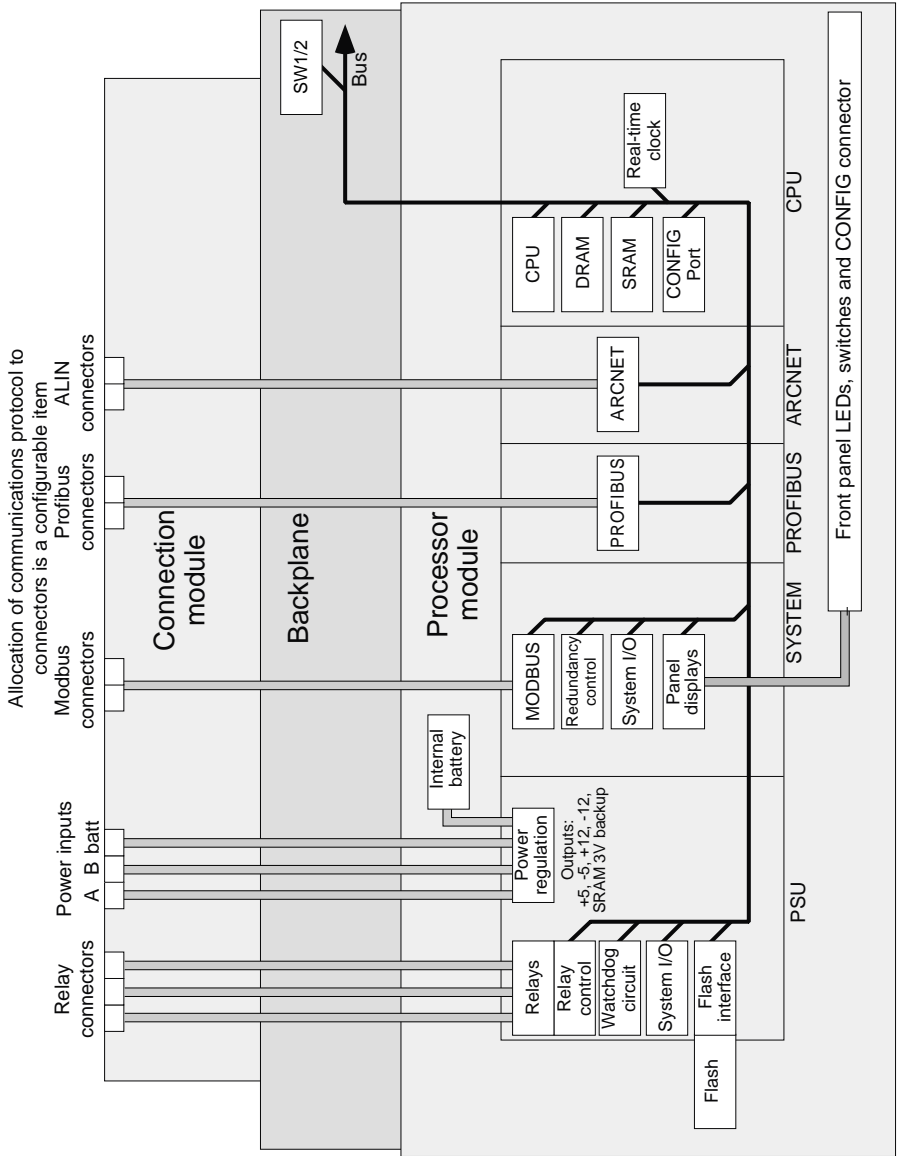 Allocation of communications protocol to
connectors is a configurable item
Relay
connectors
Power inputs
A B batt
Modbus
connectors
Profibus
connectors
ALIN
connectors
Connection
module
Backplane
SW1/2
Bus
Processor
module
Internal
battery
Relays
Relay
control
Watchdog
circuit
System I/O
Flash
interface
Flash
Power
regulation
Outputs:
+5, -5, +12, -12,
SRAM 3V backup
PSU
MODBUS
Redundancy
control
System I/O
Panel
displays
SYSTEM
PROFIBUS
PROFIBUS
ARCNET
ARCNET
CPU
DRAM
SRAM
CONFIG
Port
Real-time
clock
CPU
Front panel LEDs, switches and CONFIG connector